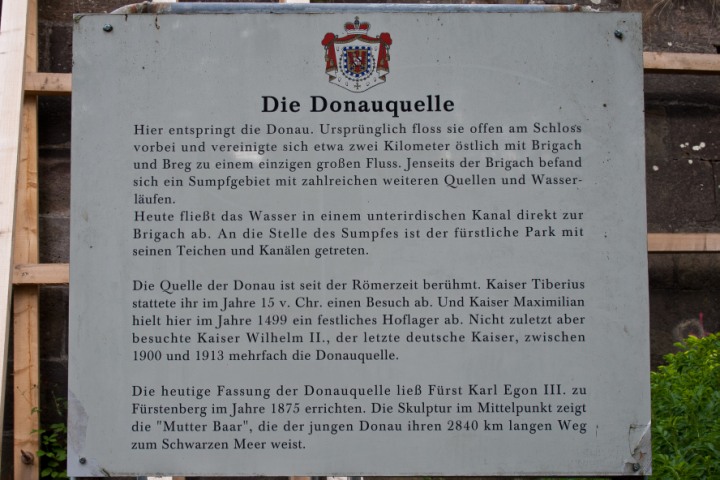 Die Donauquelle
Hier entspringt die Donau. Ursprünglich floss sie offen am Schloss
vorbei und vereinigte sich etwa zwei Kilometer östlich mit Brigach
und Breg zu einem einzigen großen Fluss. Jenseits der Brigach befand
sich ein Sumpfgebiet mit zahlreichen weiteren Quellen und Wasser-
läufen.
Heute fließt das Wasser in einem unterirdischen Kanal direkt zur
Brigach ab. An die Stelle des Sumpfes ist der fürstliche Park mit
seinen Teichen und Kanälen getreten.
Die Quelle der Donau ist seit der Römerzeit berühmt. Kaiser Tiberius
stattete ihr im Jahre 15 v. Chr. einen Besuch ab. Und Kaiser Maximilian
hielt hier im Jahre 1499 ein festliches Hoflager ab. Nicht zuletzt aber
besuchte Kaiser Wilhelm II., der letzte deutsche Kaiser, zwischen
1900 und 1913 mehrfach die Donauquelle.
Die heutige Fassung der Donauquelle ließ Fürst Karl Egon III. zu
Fürstenberg im Jahre 1875 errichten. Die Skulptur im Mittelpunkt zeigt
die "Mutter Baar", die der jungen Donau ihren 2840 km langen Weg
zum Schwarzen Meer weist.